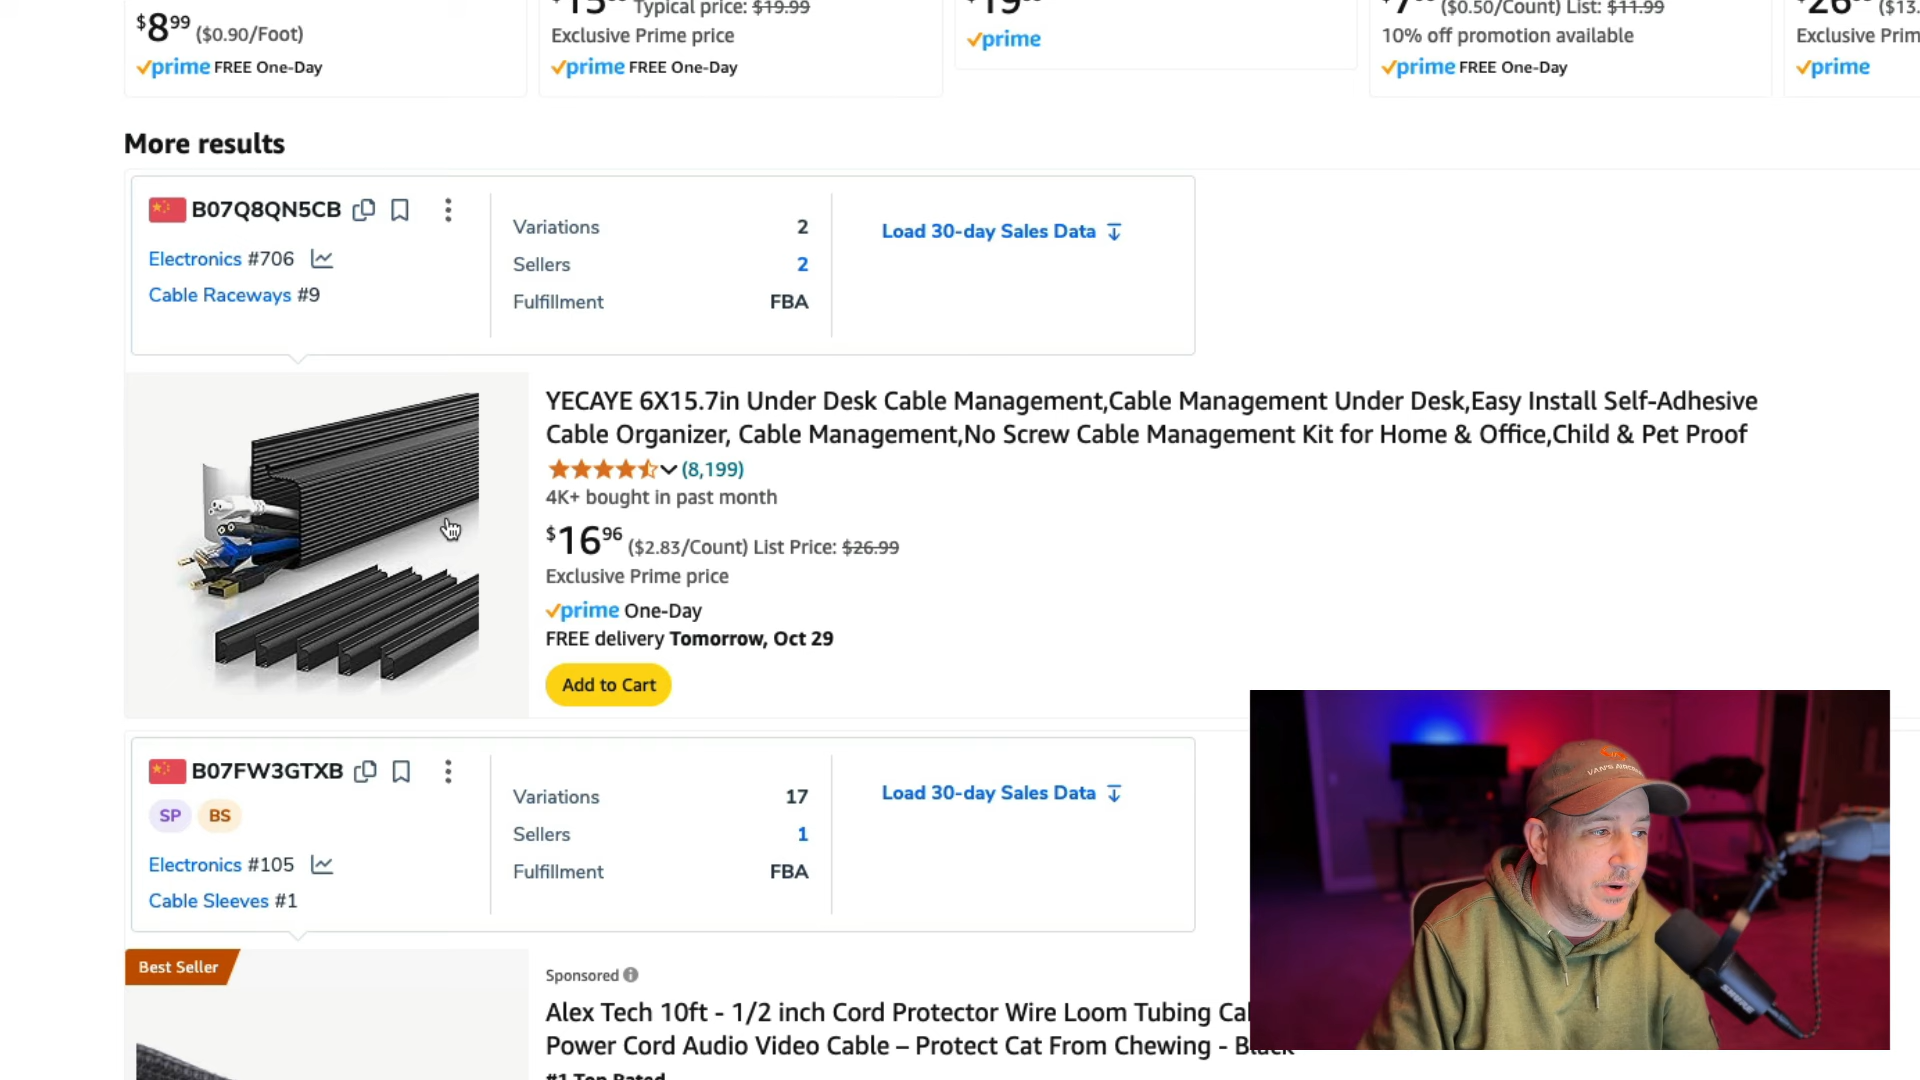 $8.99 ($0.90/Foot)
prime FREE One-Day
Typical price: $19.99
Exclusive Prime price
prime FREE One-Day
prime
($0.50/Count) List: $11.99
10% off promotion available
prime FREE One-Day
Exclusive Prim
prime
More results
B07Q8QN5CB
Electronics #706
Cable Raceways #9
Variations 2
Sellers 2
Fulfillment FBA
Load 30-day Sales Data
YECAYE 6X15.7in Under Desk Cable Management,Cable Management Under Desk,Easy Install Self-Adhesive
Cable Organizer, Cable Management,No Screw Cable Management Kit for Home & Office,Child & Pet Proof
(8,199)
4K+ bought in past month
$16.96 ($2.83/Count) List Price: $26.99
Exclusive Prime price
prime One-Day
FREE delivery Tomorrow, Oct 29
Add to Cart
B07FW3GTXB
SP BS
Electronics #105
Cable Sleeves #1
Variations 17
Sellers 1
Fulfillment FBA
Load 30-day Sales Data
Best Seller
Sponsored
Alex Tech 10ft - 1/2 inch Cord Protector Wire Loom Tubing Cal
Power Cord Audio Video Cable – Protect Cat From Chewing - Black
#1 Top Rated
SHURE